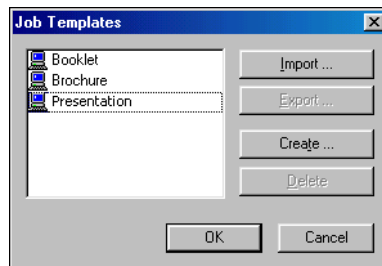 Job Templates
Booklet
Brochure
Presentation
Import ...
Export ...
Create ...
Delete
OK
Cancel